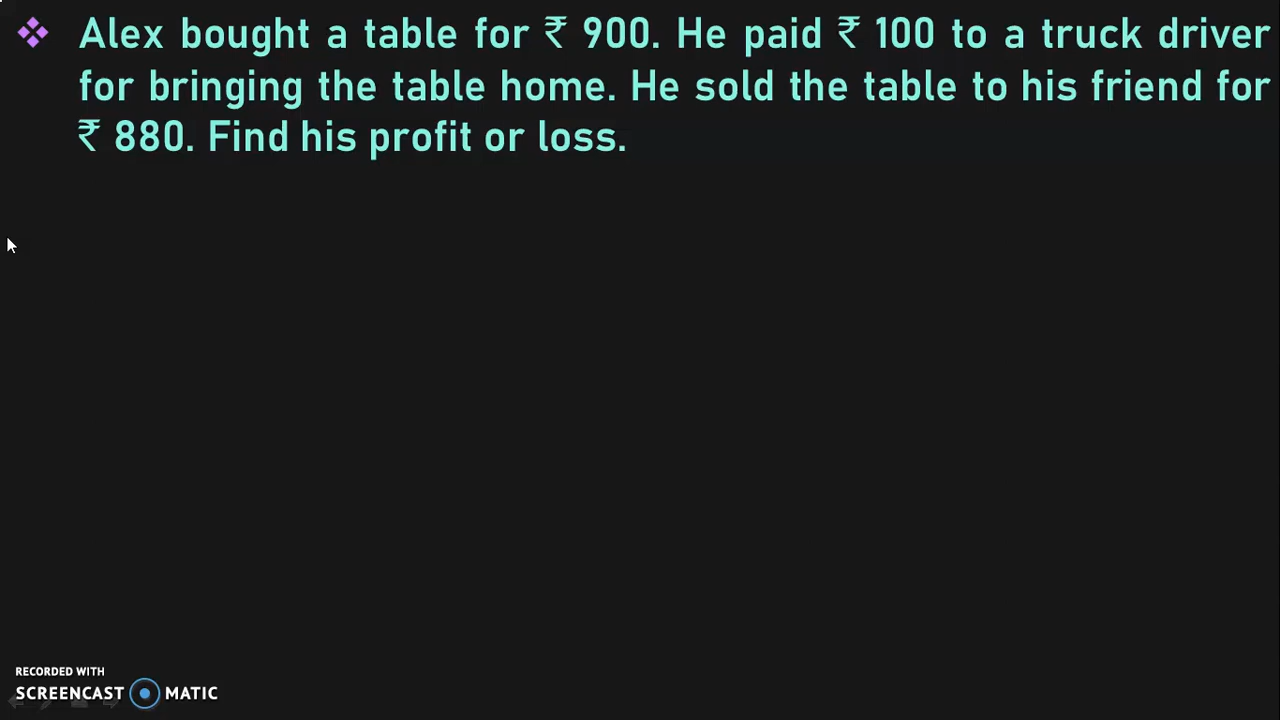 ❖ Alex bought a table for ₹ 900. He paid ₹ 100 to a truck driver
for bringing the table home. He sold the table to his friend for
₹ 880. Find his profit or loss.
RECORDED WITH
SCREENCAST MATIC